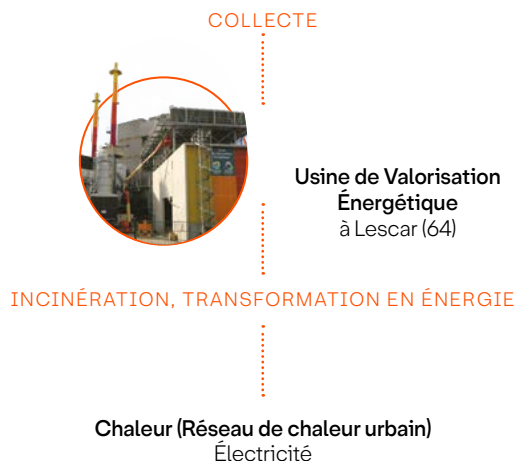 COLLECTE
Usine de Valorisation
Énergétique
à Lescar (64)
INCINÉRATION, TRANSFORMATION EN ÉNERGIE
Chaleur (Réseau de chaleur urbain)
Électricité